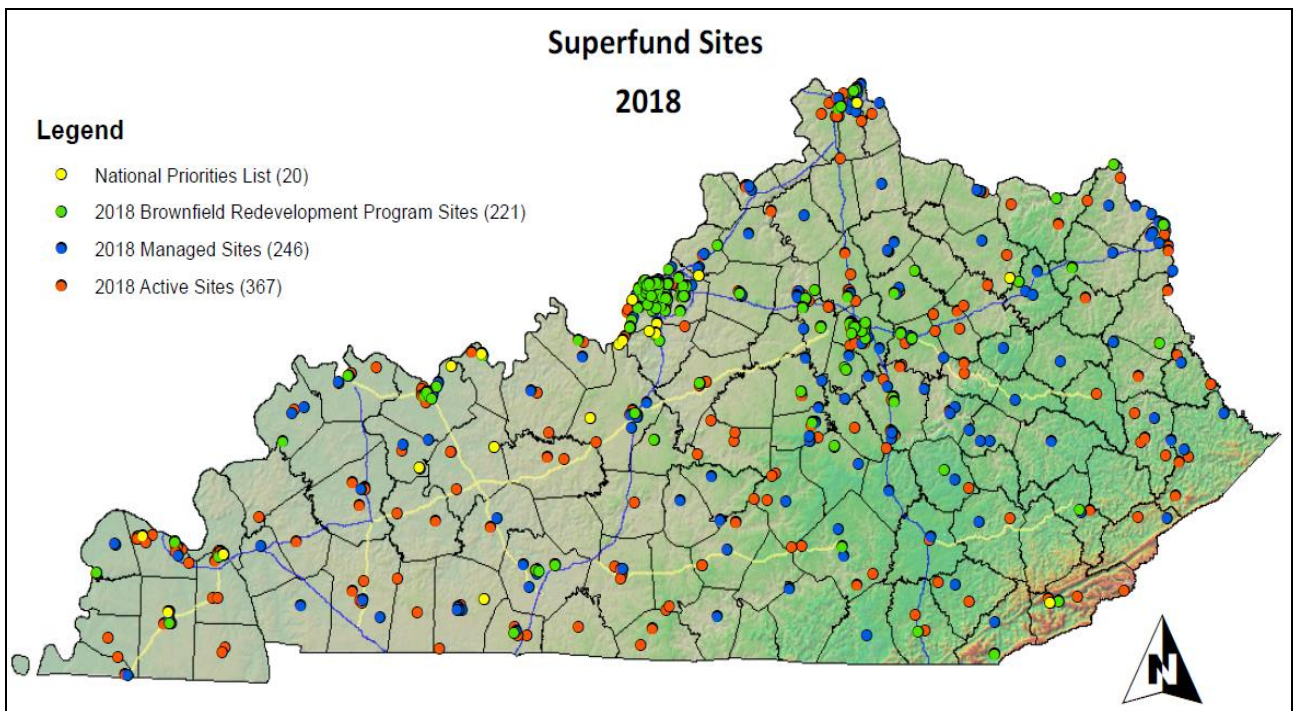 Superfund Sites
2018
Legend
National Priorities List (20)
2018 Brownfield Redevelopment Program Sites (221)
2018 Managed Sites (246)
2018 Active Sites (367)
N